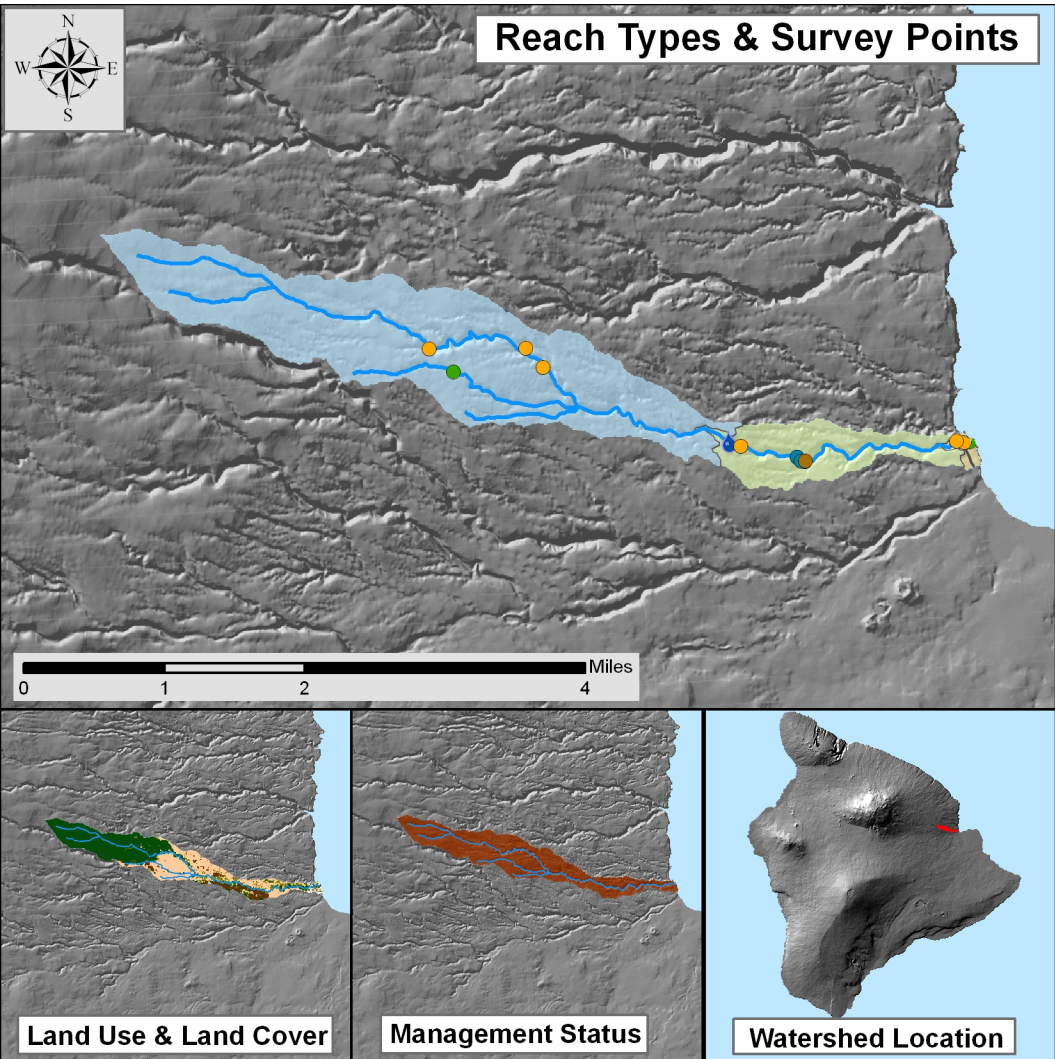 Reach Types & Survey Points
N
W
E
S
Miles
0
1
2
4
Land Use & Land Cover
Management Status
Watershed Location